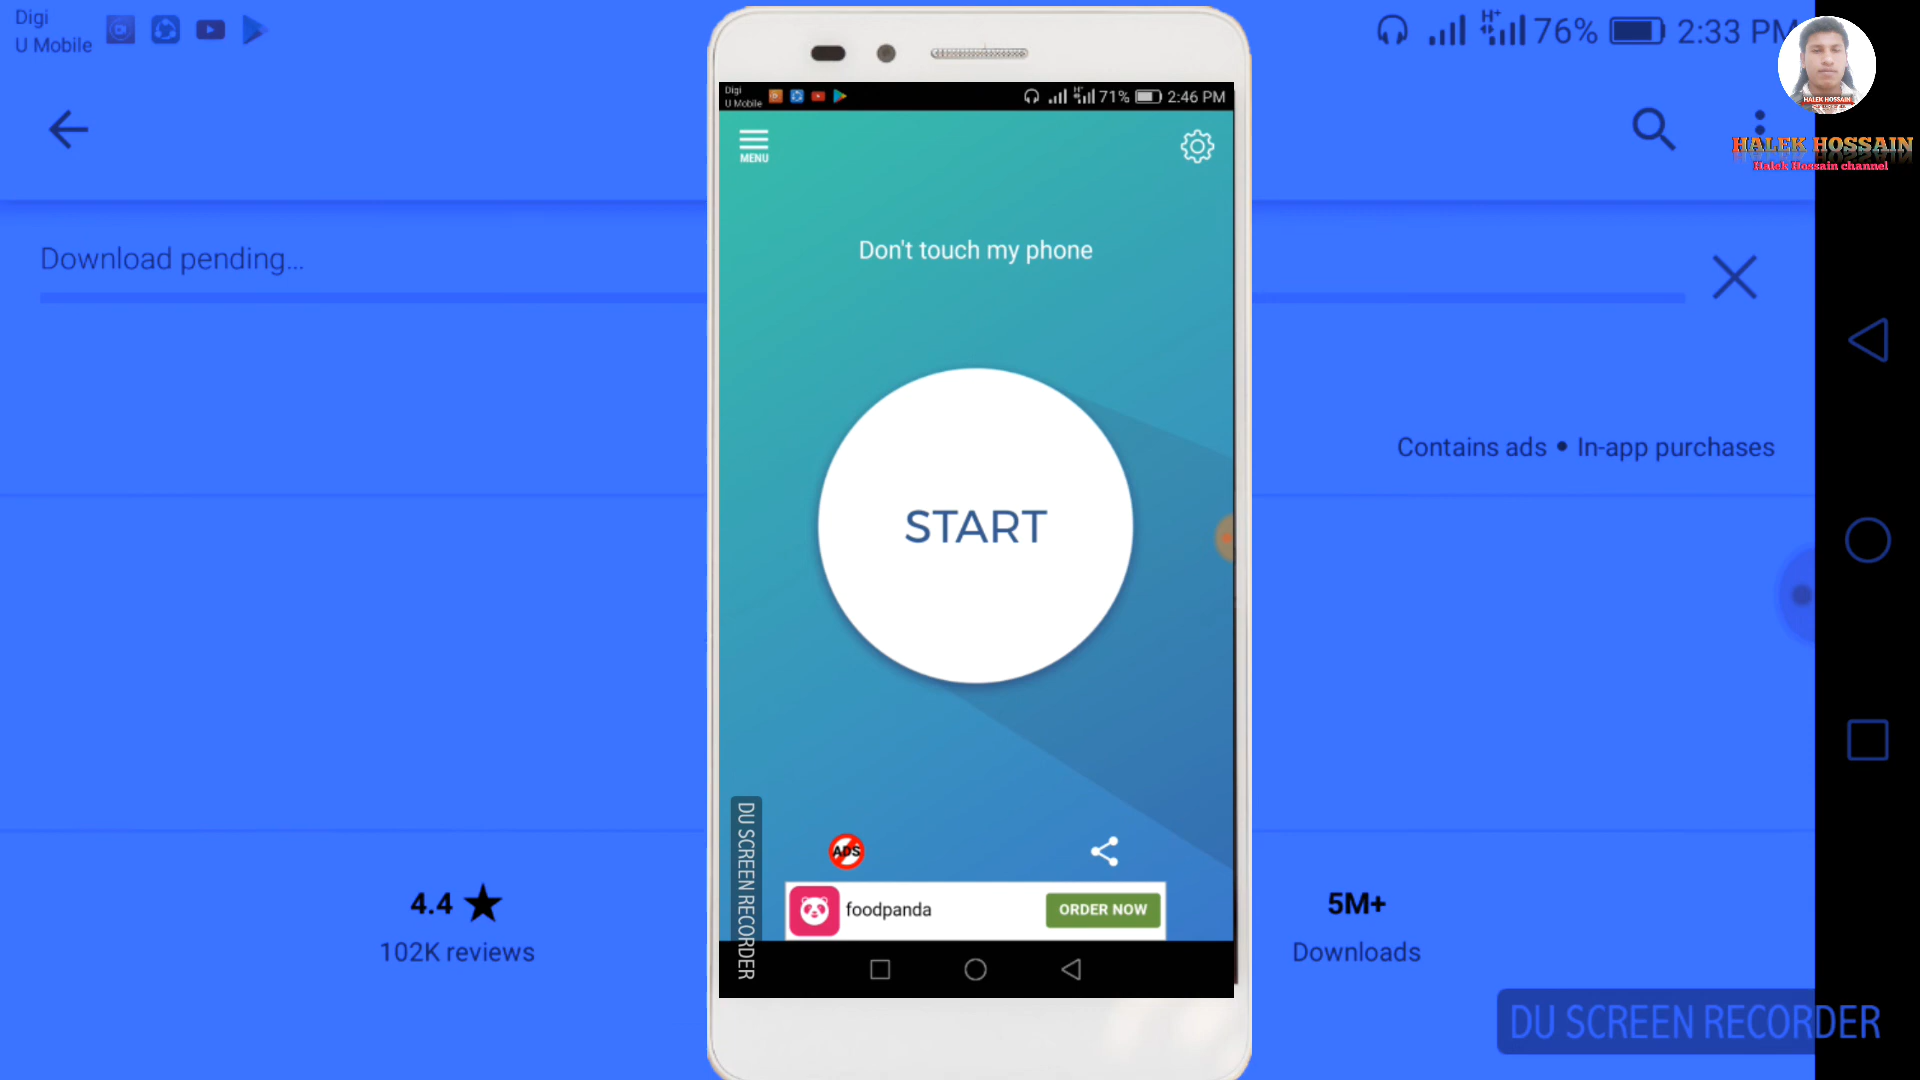 Digi
U Mobile
H+
76%
2:33 PM
HALEK HOSSAIN
HALEK HOSSAIN
Halek Hossain channel
Download pending...
Contains ads • In-app purchases
4.4 ★
102K reviews
5M+
Downloads
DU SCREEN RECORDER
Digi
U Mobile
H+
71%
2:46 PM
MENU
Don't touch my phone
START
ADS
foodpanda
ORDER NOW
DU SCREEN RECORDER